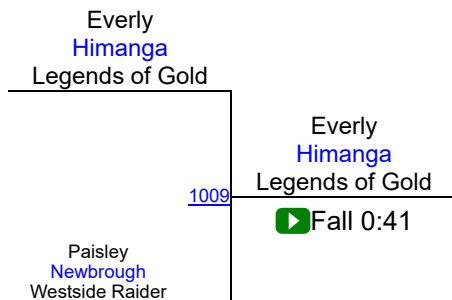 Everly
Himanga
Legends of Gold
Everly
Himanga
Legends of Gold
1009
Fall 0:41
Paisley
Newbrough
Westside Raider